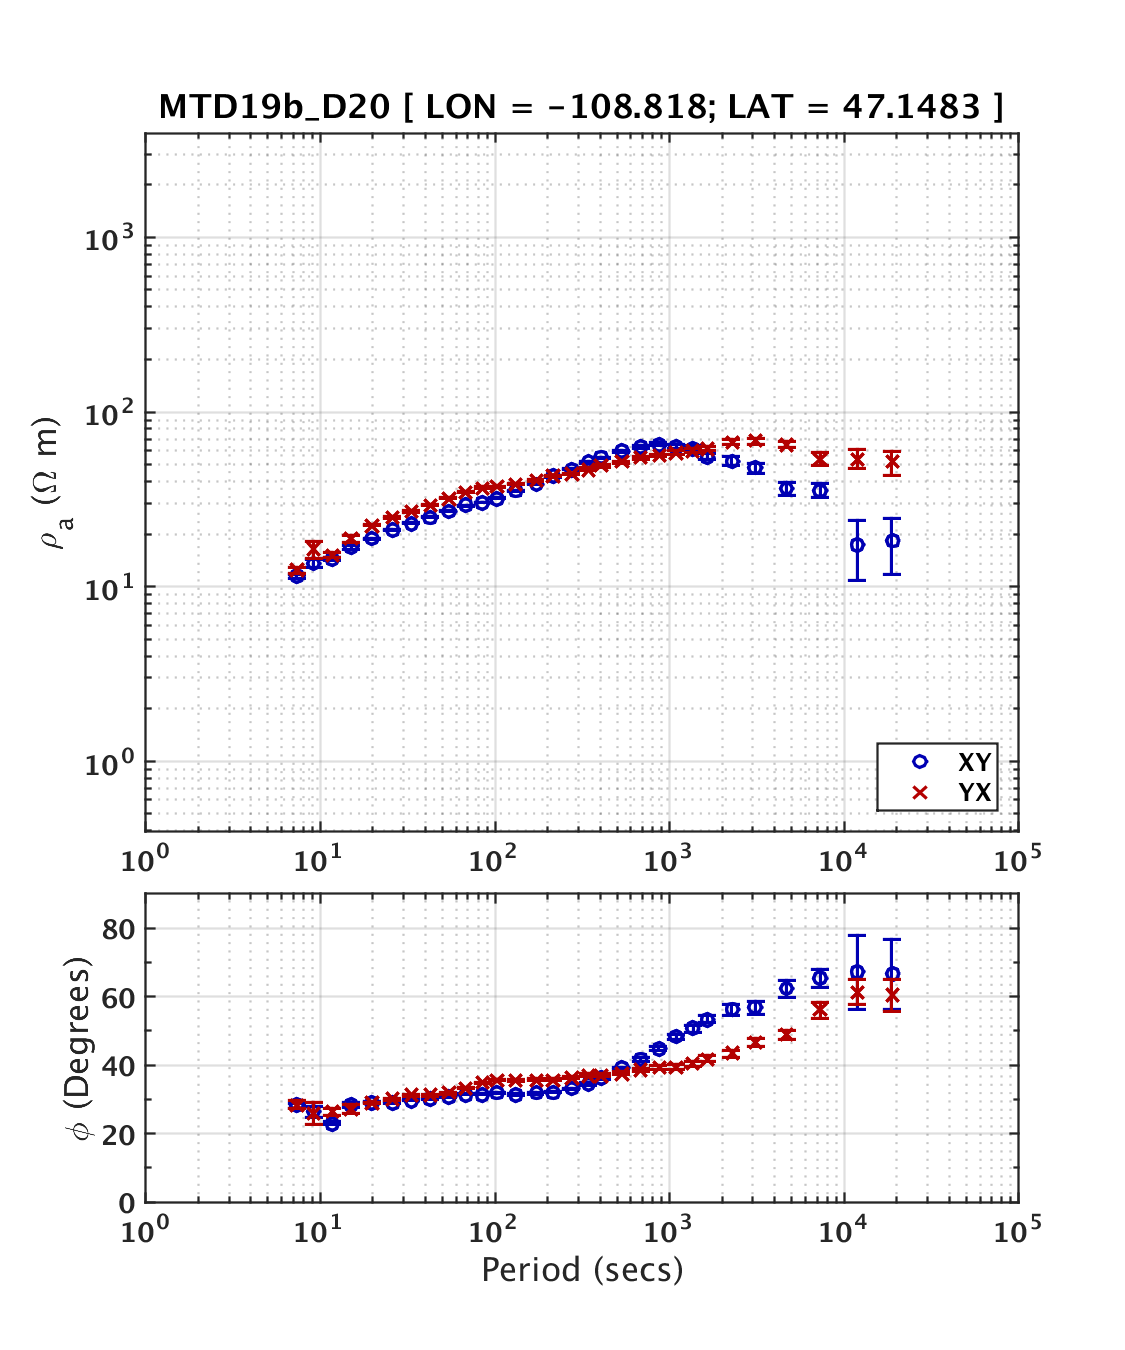 MTD19b_D20 [ LON = -108.818; LAT = 47.1483 ]
10³
10²
10¹
10⁰
ρa (Ω m)
XY
YX
10⁰ 10¹ 10² 10³ 10⁴ 10⁵
80
60
40
20
0
ϕ (Degrees)
10⁰ 10¹ 10² 10³ 10⁴ 10⁵
Period (secs)